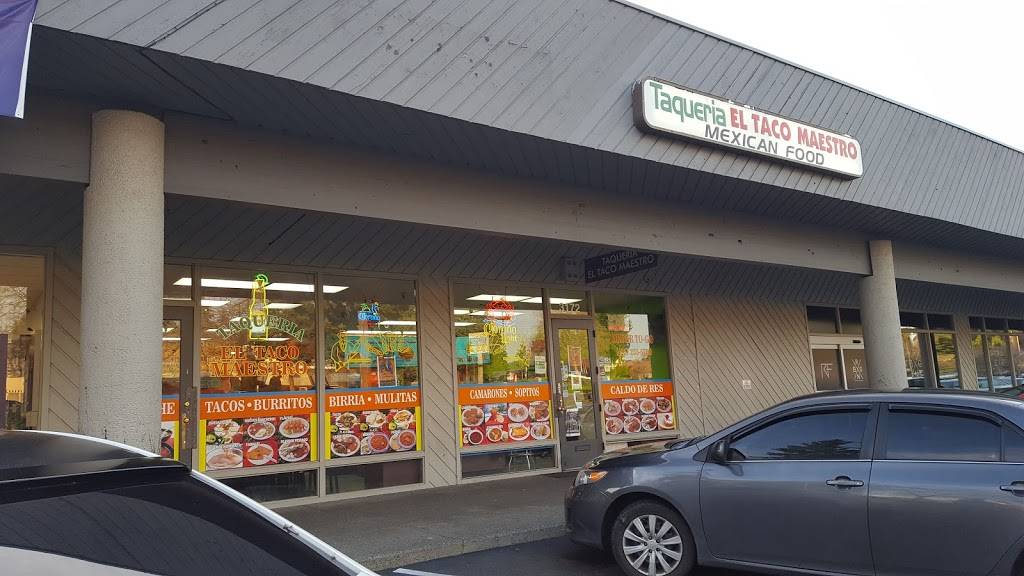 Taqueria EL TACO MAESTRO
MEXICAN FOOD
TAQUERIA
EL TACO MAESTRO
TAQUERIA
EL TACO
MAESTRO
TACOS • BURRITOS
BIRRIA • MULITAS
CAMARONES • SOPITOS
CALDO DE RES